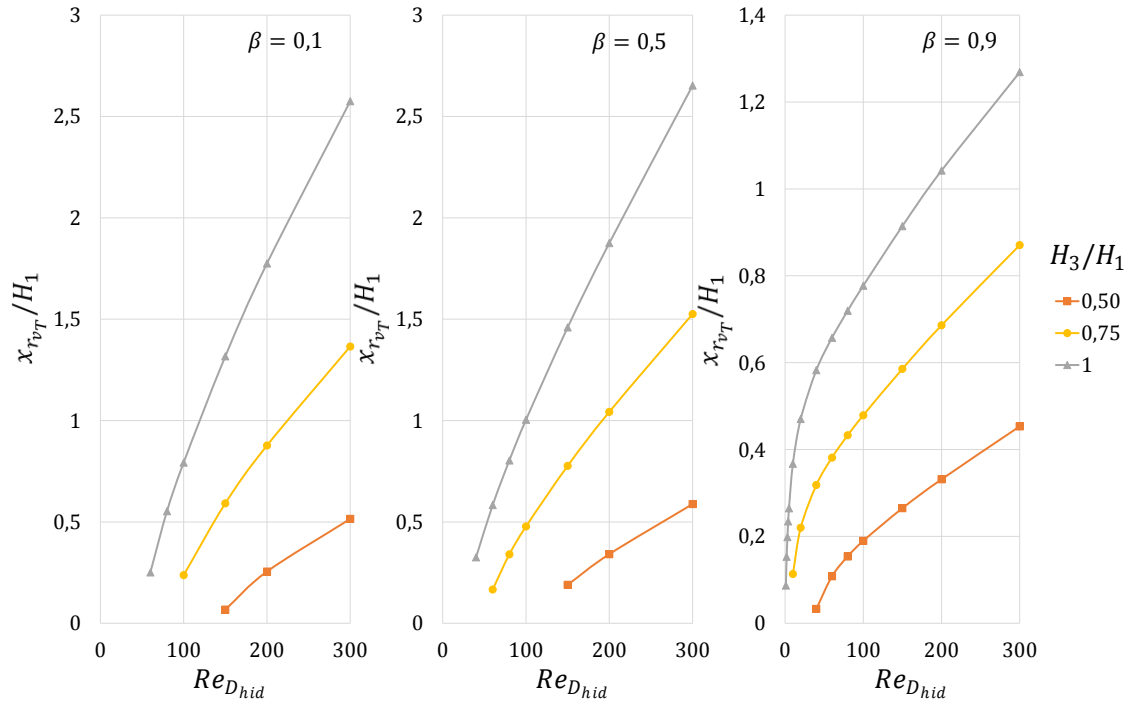 β = 0,1
3
2,5
2
1,5
1
0,5
0
x_{r_{v_T}}/H_1
0 100 200 300
Re_{D_{hid}}
β = 0,5
3
2,5
2
1,5
1
0,5
0
x_{r_{v_T}}/H_1
0 100 200 300
Re_{D_{hid}}
β = 0,9
1,4
1,2
1
0,8
0,6
0,4
0,2
0
x_{r_{v_T}}/H_1
0 100 200 300
Re_{D_{hid}}
H_3/H_1
0,50
0,75
1